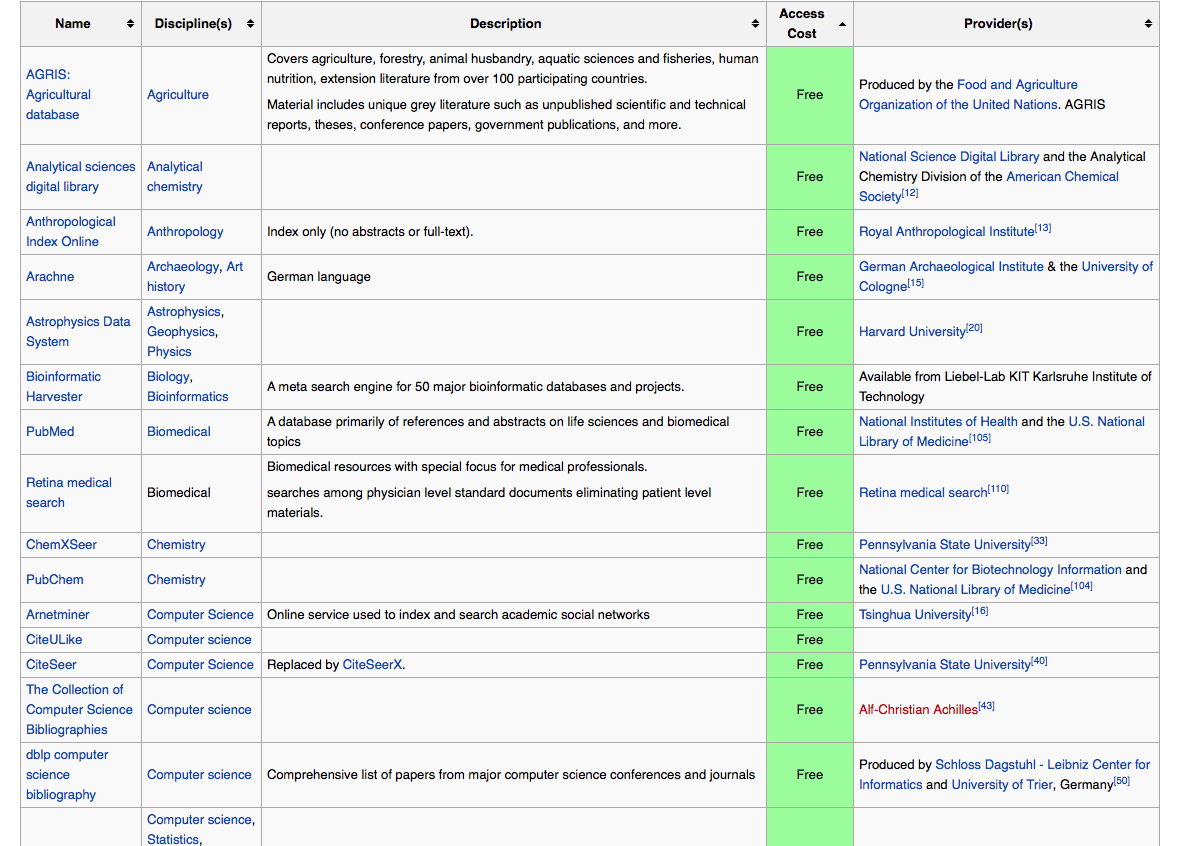 Name Discipline(s) Description Access Cost Provider(s)
AGRIS:
Agricultural
database
Agriculture
Covers agriculture, forestry, animal husbandry, aquatic sciences and fisheries, human
nutrition, extension literature from over 100 participating countries.
Material includes unique grey literature such as unpublished scientific and technical
reports, theses, conference papers, government publications, and more.
Free
Produced by the Food and Agriculture
Organization of the United Nations. AGRIS
Analytical sciences
digital library
Analytical
chemistry
Free
National Science Digital Library and the Analytical
Chemistry Division of the American Chemical
Society[12]
Anthropological
Index Online
Anthropology
Index only (no abstracts or full-text).
Free
Royal Anthropological Institute[13]
Arachne
Archaeology, Art
history
German language
Free
German Archaeological Institute & the University of
Cologne[15]
Astrophysics Data
System
Astrophysics,
Geophysics,
Physics
Free
Harvard University[20]
Bioinformatic
Harvester
Biology,
Bioinformatics
A meta search engine for 50 major bioinformatic databases and projects.
Free
Available from Liebel-Lab KIT Karlsruhe Institute of
Technology
PubMed
Biomedical
A database primarily of references and abstracts on life sciences and biomedical
topics
Free
National Institutes of Health and the U.S. National
Library of Medicine[105]
Retina medical
search
Biomedical
Biomedical resources with special focus for medical professionals.
searches among physician level standard documents eliminating patient level
materials.
Free
Retina medical search[110]
ChemXSeer
Chemistry
Free
Pennsylvania State University[33]
PubChem
Chemistry
Free
National Center for Biotechnology Information and
the U.S. National Library of Medicine[104]
Arnetminer
Computer Science
Online service used to index and search academic social networks
Free
Tsinghua University[16]
CiteULike
Computer science
Free
CiteSeer
Computer Science
Replaced by CiteSeerX.
Free
Pennsylvania State University[40]
The Collection of
Computer Science
Bibliographies
Computer science
Free
Alf-Christian Achilles[43]
dblp computer
science
bibliography
Computer science
Comprehensive list of papers from major computer science conferences and journals
Free
Produced by Schloss Dagstuhl - Leibniz Center for
Informatics and University of Trier, Germany[50]
Computer science,
Statistics,